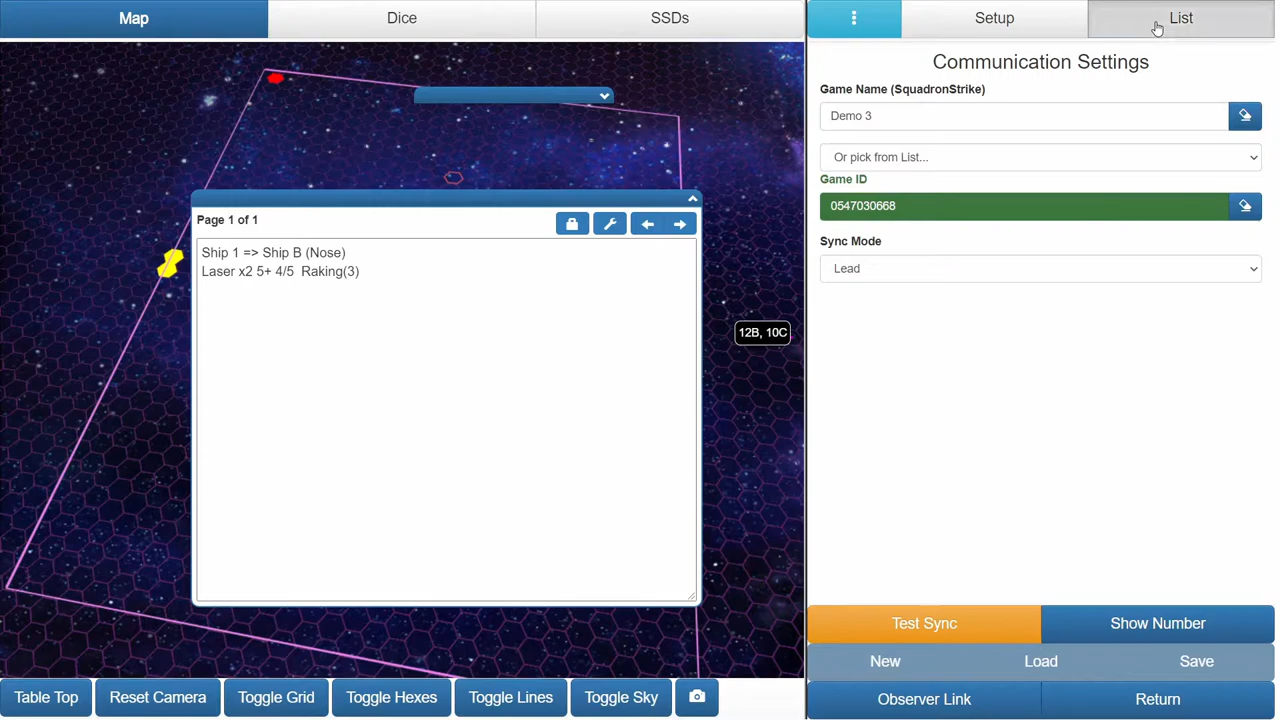 Map
Dice
SSDs
Setup
List
Communication Settings
Game Name (SquadronStrike)
Demo 3
Or pick from List...
Game ID
0547030668
Sync Mode
Lead
Page 1 of 1
Ship 1 => Ship B (Nose)
Laser x2 5+ 4/5 Raking(3)
12B, 10C
Test Sync
Show Number
New
Load
Save
Observer Link
Return
Table Top
Reset Camera
Toggle Grid
Toggle Hexes
Toggle Lines
Toggle Sky